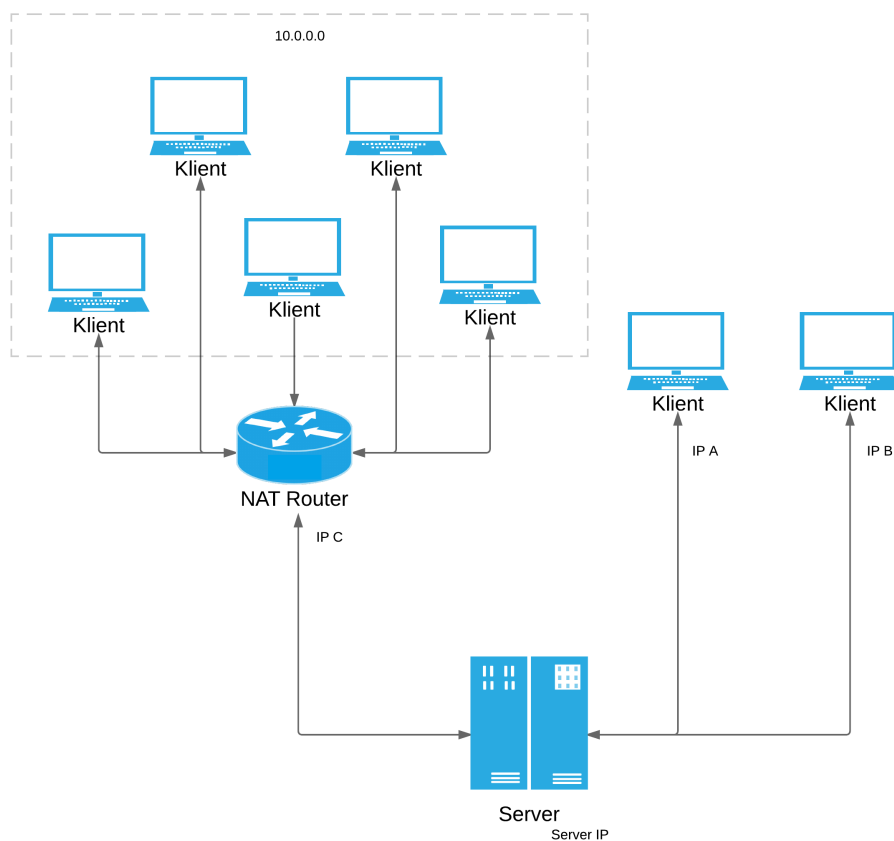 10.0.0.0
Klient
Klient
Klient
Klient
Klient
Klient
Klient
IP A
IP B
NAT Router
IP C
Server
Server IP